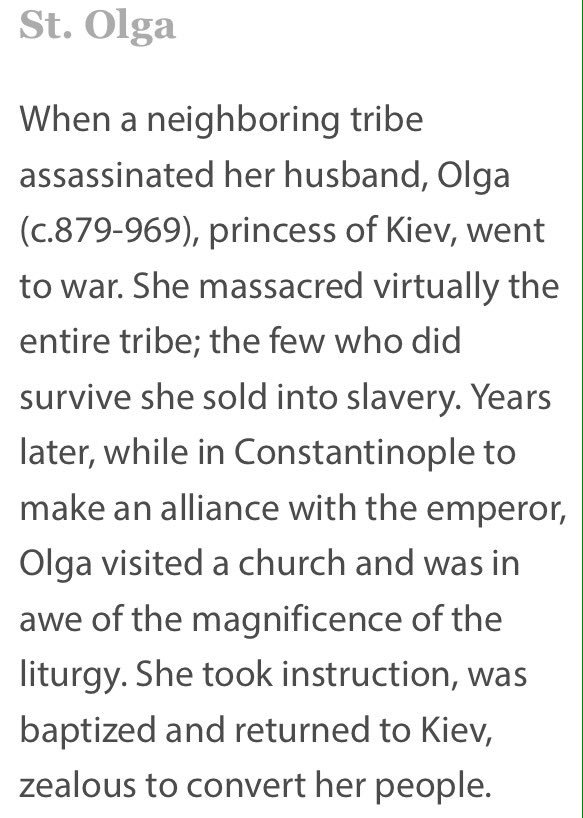 St. Olga
When a neighboring tribe
assassinated her husband, Olga
(c.879-969), princess of Kiev, went
to war. She massacred virtually the
entire tribe; the few who did
survive she sold into slavery. Years
later, while in Constantinople to
make an alliance with the emperor,
Olga visited a church and was in
awe of the magnificence of the
liturgy. She took instruction, was
baptized and returned to Kiev,
zealous to convert her people.